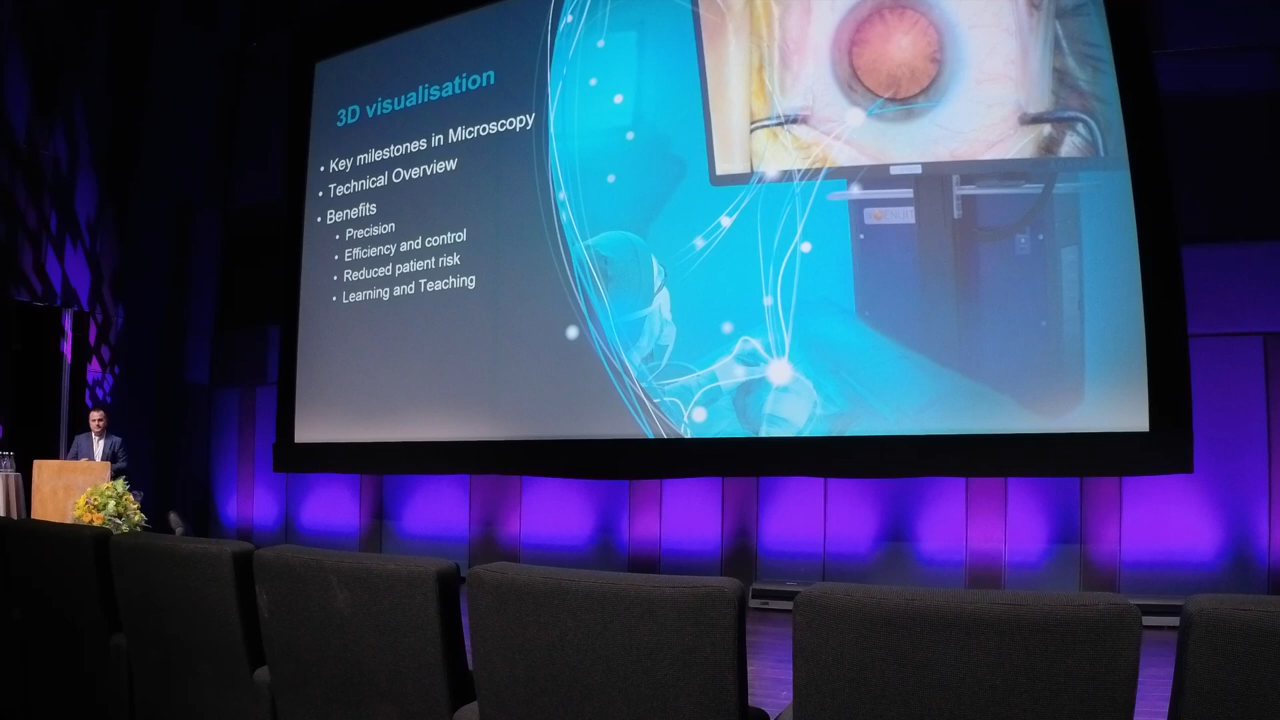 3D visualisation
• Key milestones in Microscopy
• Technical Overview
• Benefits
• Precision
• Efficiency and control
• Reduced patient risk
• Learning and Teaching